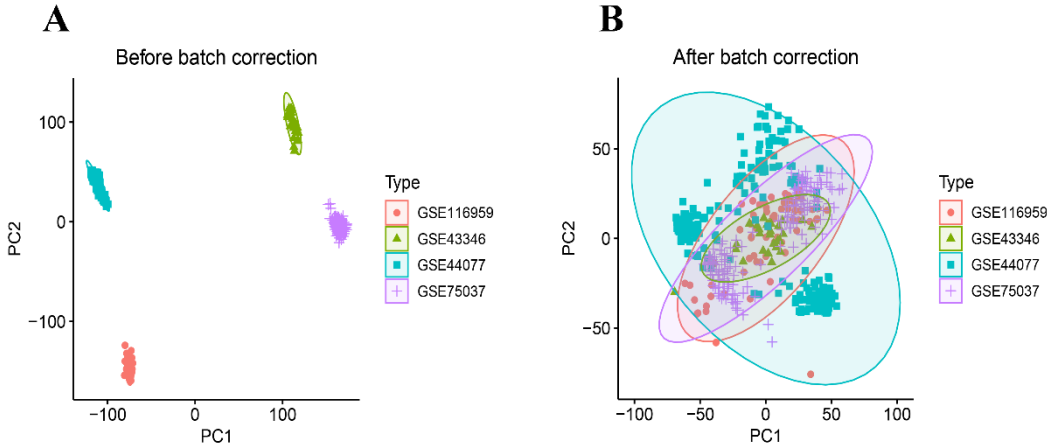 A
Before batch correction
PC2
100
0
−100
−100
0
100
PC1
Type
GSE116959
GSE43346
GSE44077
GSE75037
B
After batch correction
PC2
50
0
−50
−100
−50
0
50
100
PC1
Type
GSE116959
GSE43346
GSE44077
GSE75037